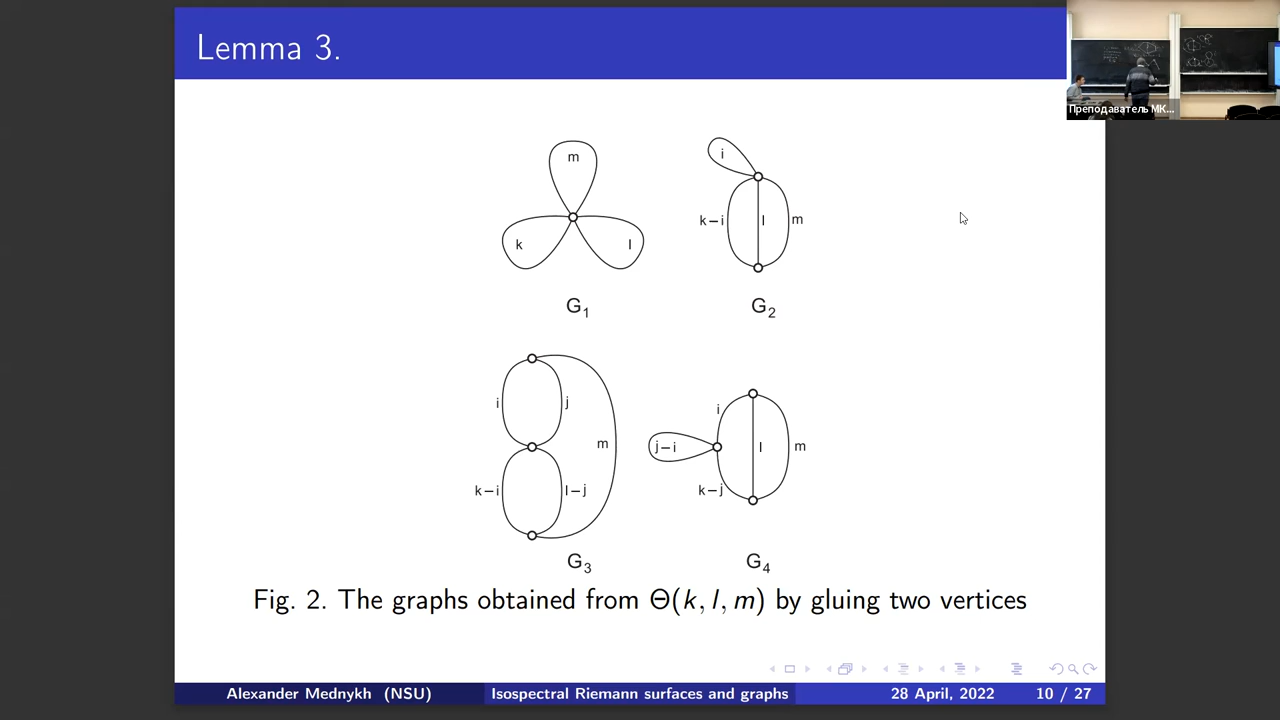 Lemma 3.
Преподаватель МК...
m
k
l
G1
i
k-i
l
m
G2
i
j
m
k-i
l-j
G3
i
j-i
l
m
k-j
G4
Fig. 2. The graphs obtained from Θ(k, l, m) by gluing two vertices
Alexander Mednykh (NSU)
Isospectral Riemann surfaces and graphs
28 April, 2022
10 / 27